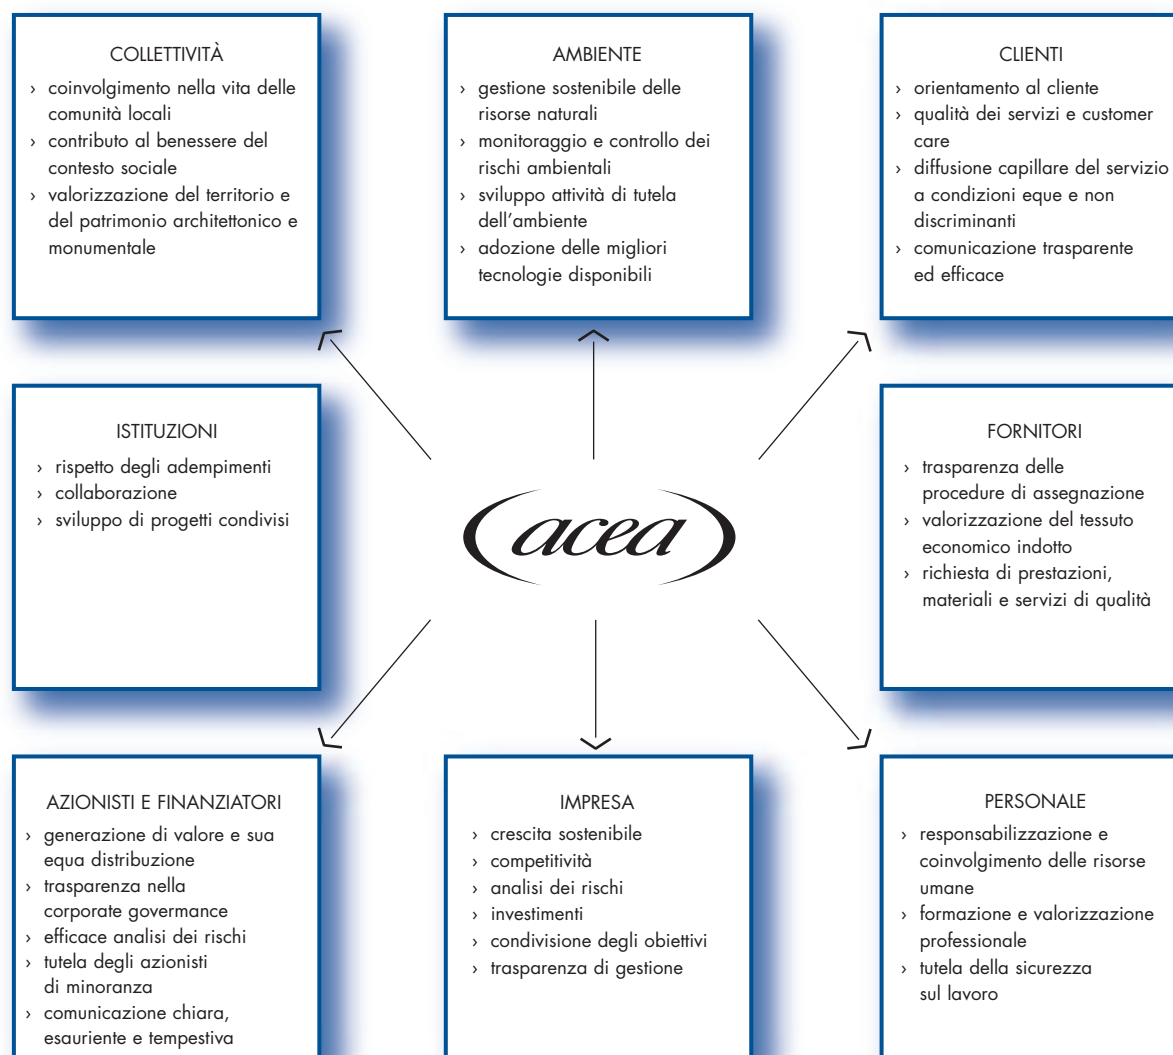 COLLETTIVITÀ
› coinvolgimento nella vita delle
comunità locali
› contributo al benessere del
contesto sociale
› valorizzazione del territorio e
del patrimonio architettonico e
monumentale
AMBIENTE
› gestione sostenibile delle
risorse naturali
› monitoraggio e controllo dei
rischi ambientali
› sviluppo attività di tutela
dell'ambiente
› adozione delle migliori
tecnologie disponibili
CLIENTI
› orientamento al cliente
› qualità dei servizi e customer
care
› diffusione capillare del servizio
a condizioni eque e non
discriminanti
› comunicazione trasparente
ed efficace
ISTITUZIONI
› rispetto degli adempimenti
› collaborazione
› sviluppo di progetti condivisi
acea
FORNITORI
› trasparenza delle
procedure di assegnazione
› valorizzazione del tessuto
economico indotto
› richiesta di prestazioni,
materiali e servizi di qualità
AZIONISTI E FINANZIATORI
› generazione di valore e sua
equa distribuzione
› trasparenza nella
corporate govermance
› efficace analisi dei rischi
› tutela degli azionisti
di minoranza
› comunicazione chiara,
esauriente e tempestiva
IMPRESA
› crescita sostenibile
› competitività
› analisi dei rischi
› investimenti
› condivisione degli obiettivi
› trasparenza di gestione
PERSONALE
› responsabilizzazione e
coinvolgimento delle risorse
umane
› formazione e valorizzazione
professionale
› tutela della sicurezza
sul lavoro